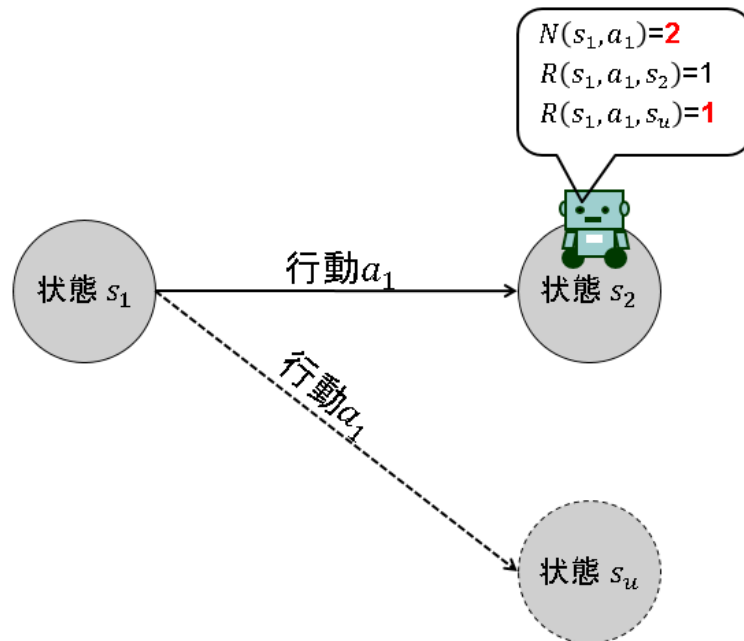 N(s₁,a₁)=2
R(s₁,a₁,s₂)=1
R(s₁,a₁,sᵤ)=1
状態 s₁
行動a₁
状態 s₂
行動a₁
状態 sᵤ